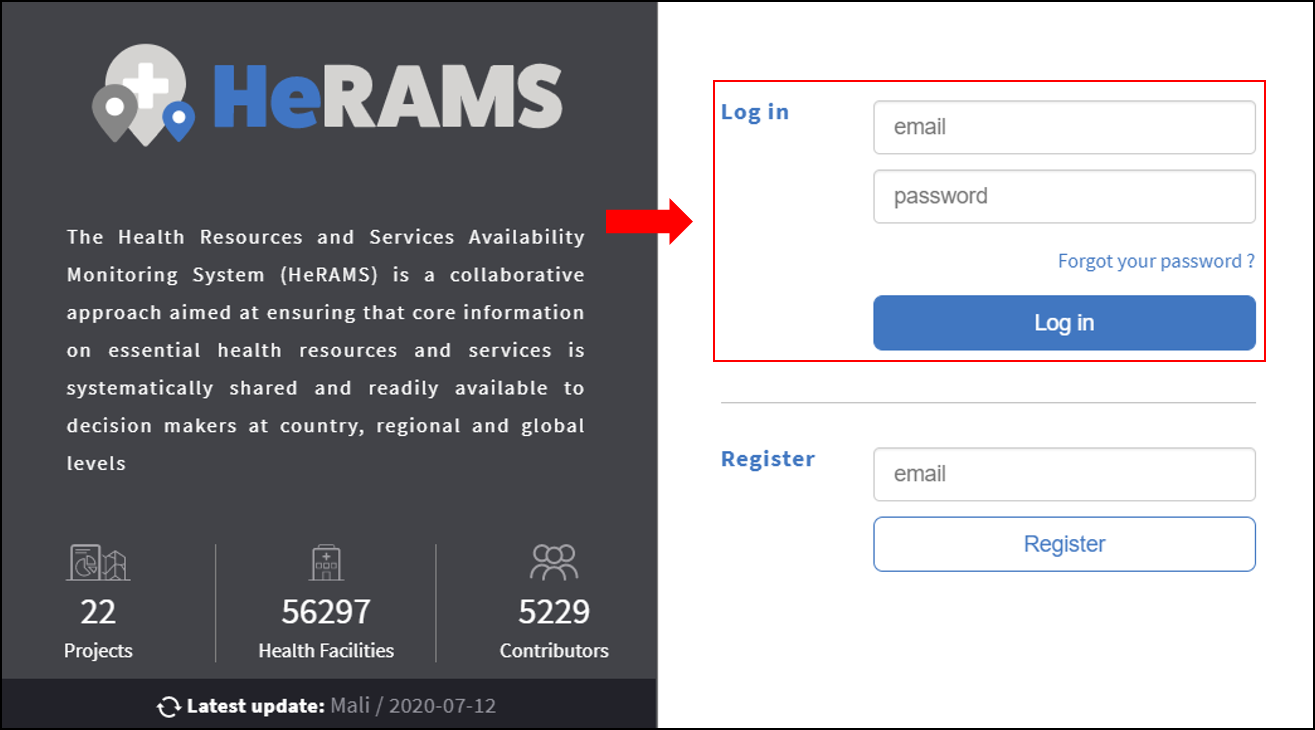 HeRAMS
The Health Resources and Services Availability
Monitoring System (HeRAMS) is a collaborative
approach aimed at ensuring that core information
on essential health resources and services is
systematically shared and readily available to
decision makers at country, regional and global
levels
22
Projects
56297
Health Facilities
5229
Contributors
Latest update: Mali / 2020-07-12
Log in
email
password
Forgot your password ?
Log in
Register
email
Register